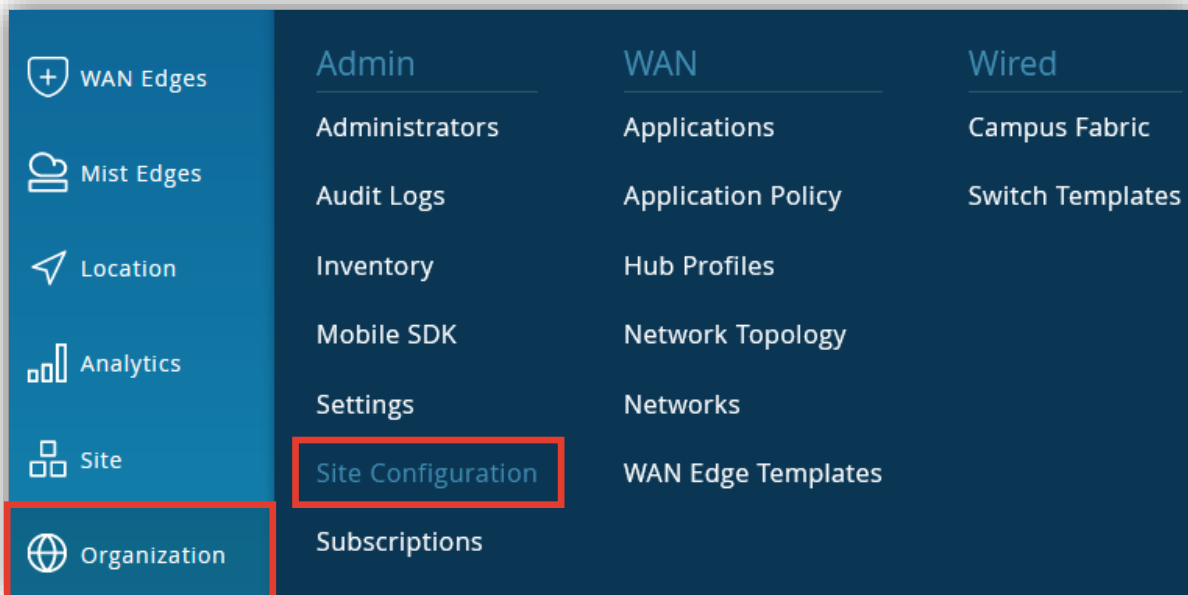 WAN Edges
Mist Edges
Location
Analytics
Site
Organization
Admin
Administrators
Audit Logs
Inventory
Mobile SDK
Settings
Site Configuration
Subscriptions
WAN
Applications
Application Policy
Hub Profiles
Network Topology
Networks
WAN Edge Templates
Wired
Campus Fabric
Switch Templates